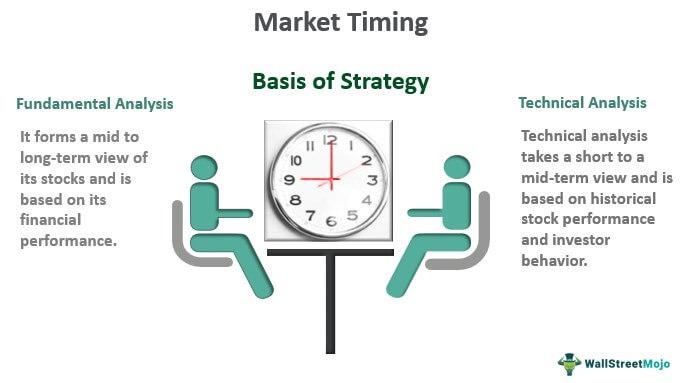 Market Timing
Basis of Strategy
Fundamental Analysis
It forms a mid to
long-term view of
its stocks and is
based on its
financial
performance.
12
1
2
3
4
5
6
7
8
9
10
11
Technical Analysis
Technical analysis
takes a short to a
mid-term view and is
based on historical
stock performance
and investor
behavior.
WallStreetMojo